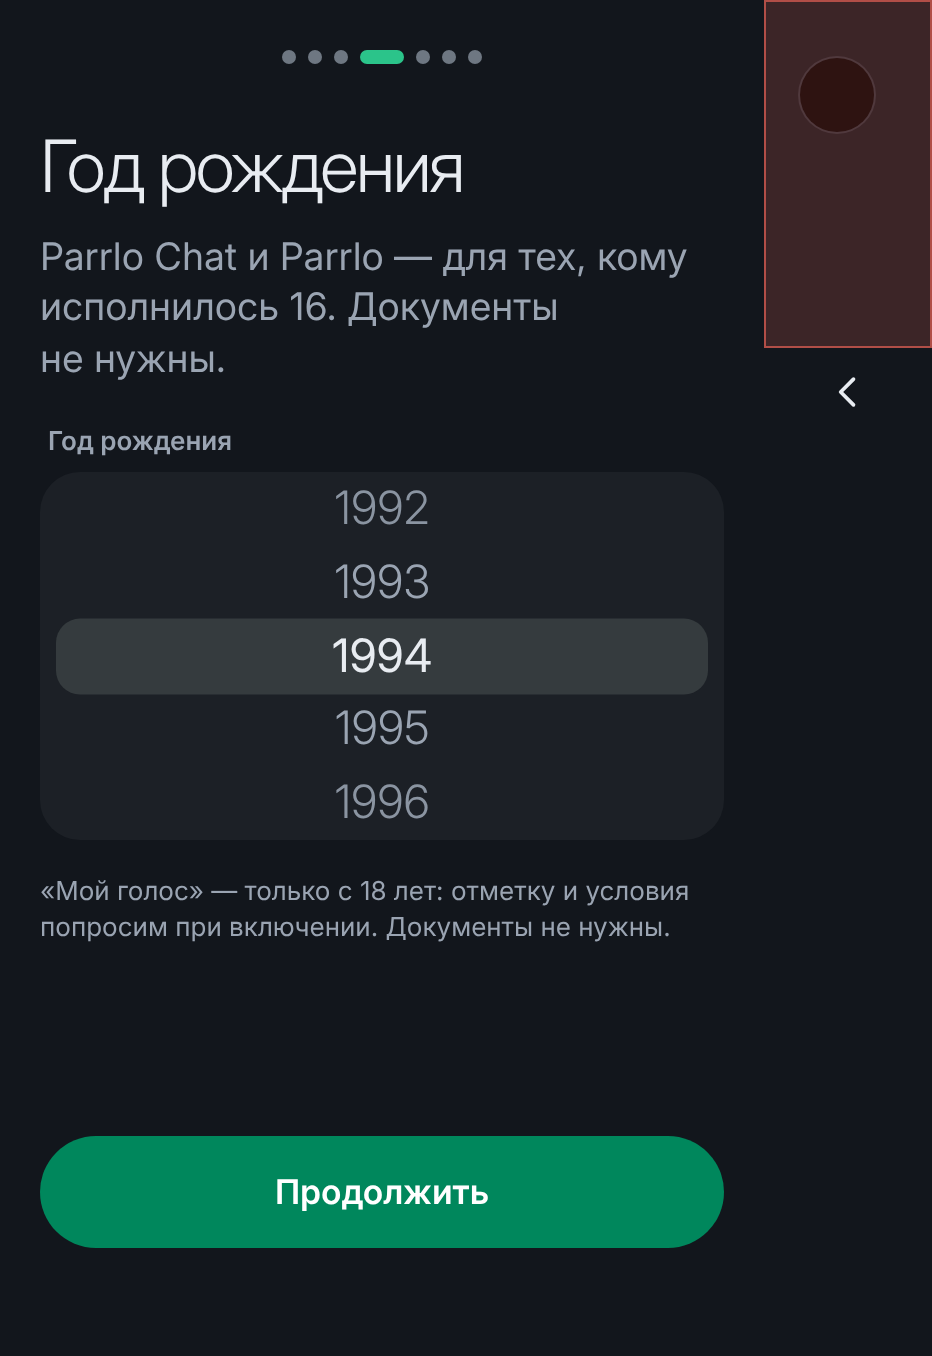 Год рождения
Parrlo Chat и Parrlo — для тех, кому
исполнилось 16. Документы
не нужны.
Год рождения
1992
1993
1994
1995
1996
«Мой голос» — только с 18 лет: отметку и условия
попросим при включении. Документы не нужны.
Продолжить